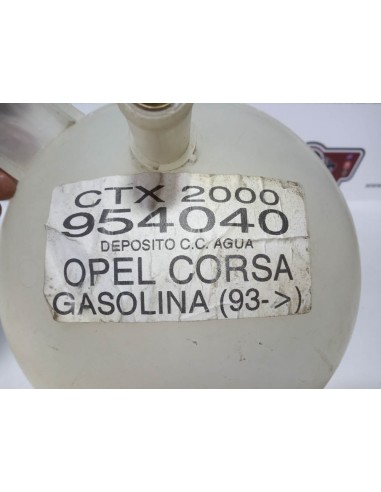 CTX 2000
954040
DEPOSITO C.C. AGUA
OPEL CORSA
GASOLINA (93->)